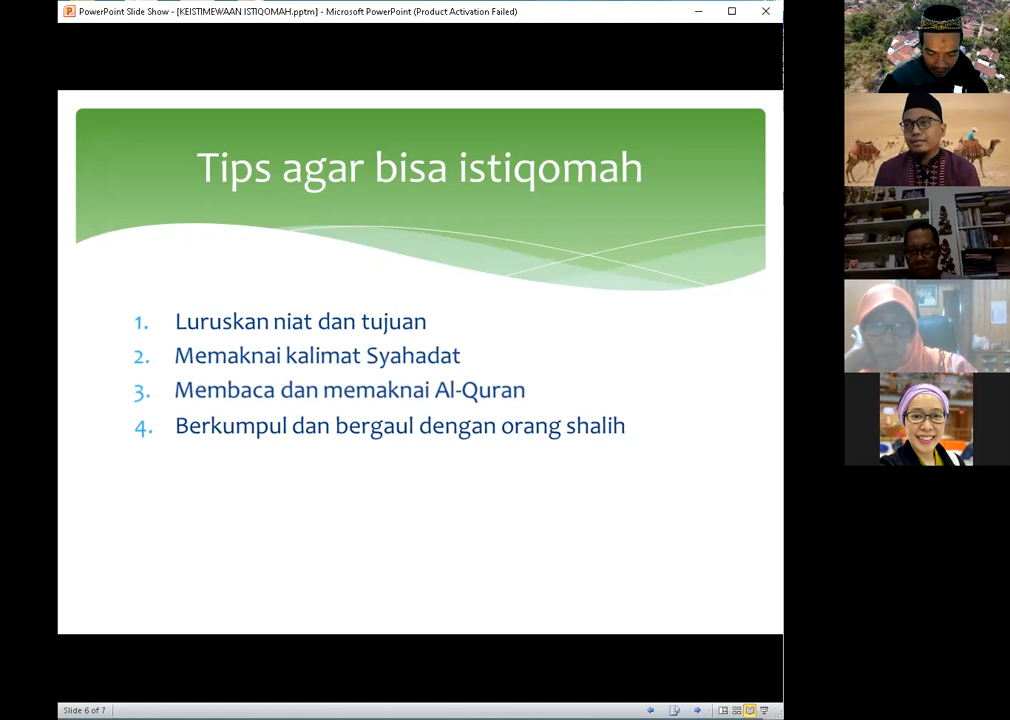 PowerPoint Slide Show - [KEISTIMEWAAN ISTIQOMAH.pptm] - Microsoft PowerPoint (Product Activation Failed)
Tips agar bisa istiqomah
1. Luruskan niat dan tujuan
2. Memaknai kalimat Syahadat
3. Membaca dan memaknai Al-Quran
4. Berkumpul dan bergaul dengan orang shalih
Slide 6 of 7